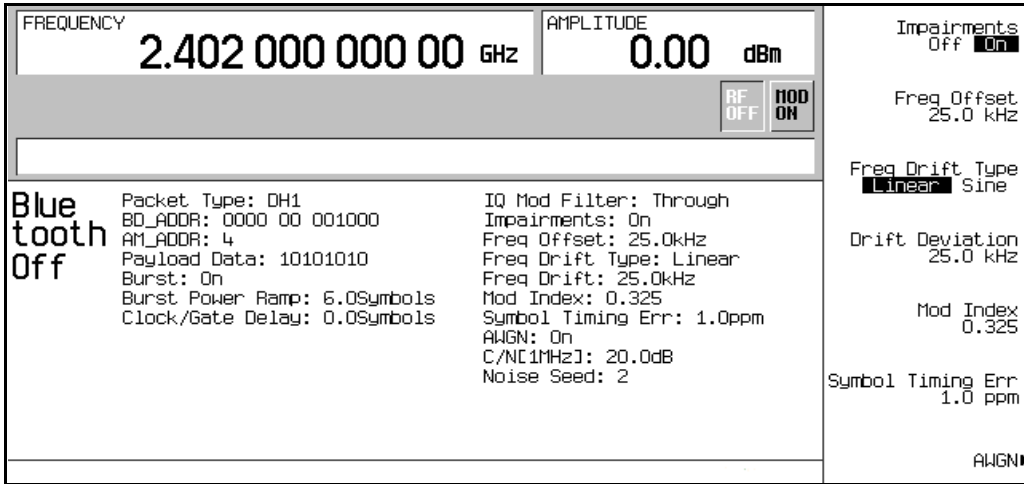 FREQUENCY
2.402 000 000 00 GHz
AMPLITUDE
0.00 dBm
RF OFF
MOD ON
Bluetooth Off
Packet Type: DH1
BD_ADDR: 0000 00 001000
AM_ADDR: 4
Payload Data: 10101010
Burst: On
Burst Power Ramp: 6.0Symbols
Clock/Gate Delay: 0.0Symbols
IQ Mod Filter: Through
Impairments: On
Freq Offset: 25.0kHz
Freq Drift Type: Linear
Freq Drift: 25.0kHz
Mod Index: 0.325
Symbol Timing Err: 1.0ppm
AWGN: On
C/N[1MHz]: 20.0dB
Noise Seed: 2
Impairments
Off On
Freq Offset
25.0 kHz
Freq Drift Type
Linear Sine
Drift Deviation
25.0 kHz
Mod Index
0.325
Symbol Timing Err
1.0 ppm
AWGN